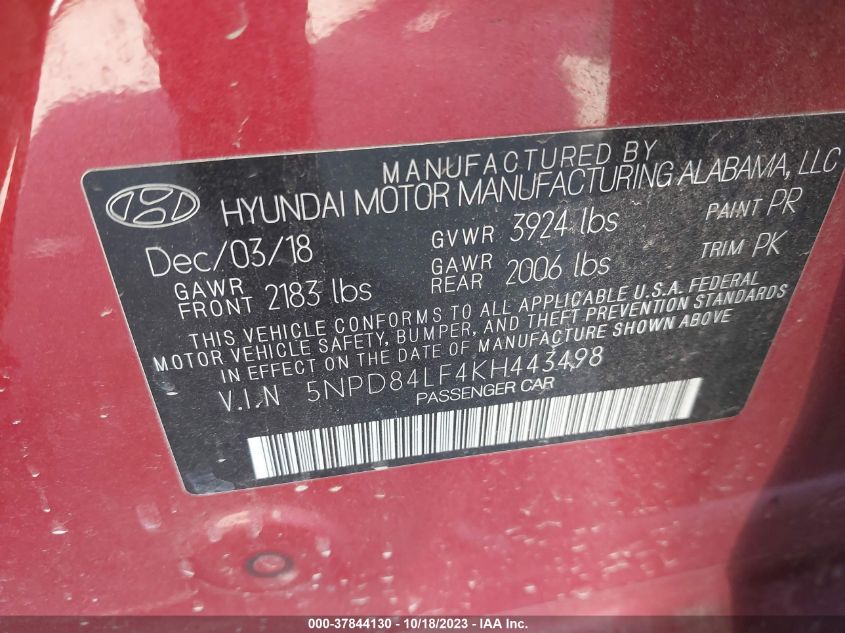 MANUFACTURED BY
HYUNDAI MOTOR MANUFACTURING ALABAMA, LLC
Dec/03/18
GVWR 3924 lbs
PAINT PR
GAWR FRONT 2183 lbs
GAWR REAR 2006 lbs
TRIM PK
THIS VEHICLE CONFORMS TO ALL APPLICABLE U.S.A. FEDERAL
MOTOR VEHICLE SAFETY, BUMPER, AND THEFT PREVENTION STANDARDS
IN EFFECT ON THE DATE OF MANUFACTURE SHOWN ABOVE
V.I.N 5NPD84LF4KH443498
PASSENGER CAR
000-37844130 - 10/18/2023 - IAA Inc.